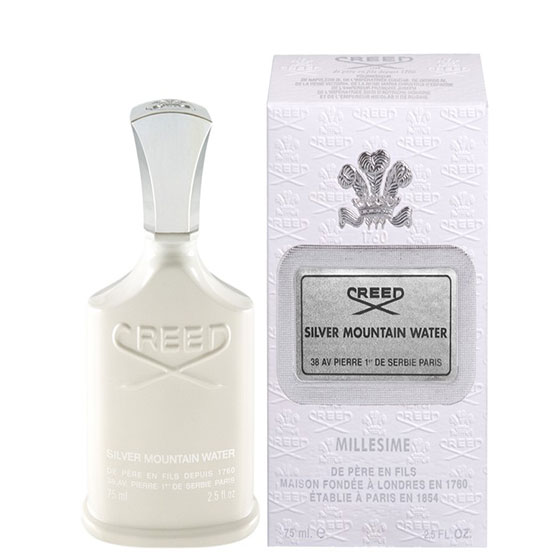 CREED
SILVER MOUNTAIN WATER
DE PÈRE EN FILS DEPUIS 1760
38 AV PIERRE 1er DE SERBIE PARIS
75 ml 2.5 fl oz
CREED
1760
CREED
SILVER MOUNTAIN WATER
38 AV PIERRE 1er DE SERBIE PARIS
MILLESIME
DE PÈRE EN FILS
MAISON FONDÉE À LONDRES EN 1760
ÉTABLIE À PARIS EN 1854
75 ml. e 2.5 FL. OZ.